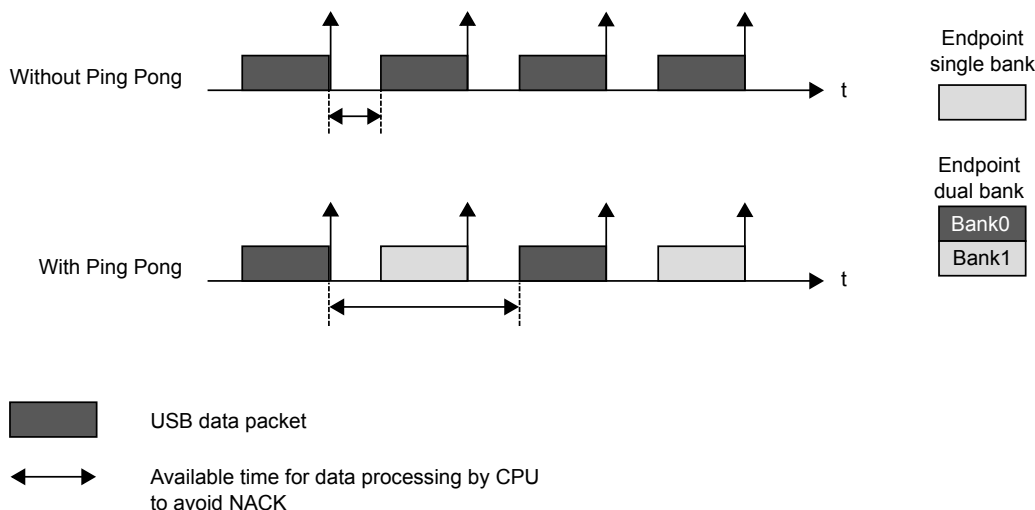 Without Ping Pong
t
Endpoint
single bank
Endpoint
dual bank
Bank0
Bank1
With Ping Pong
t
USB data packet
Available time for data processing by CPU
to avoid NACK